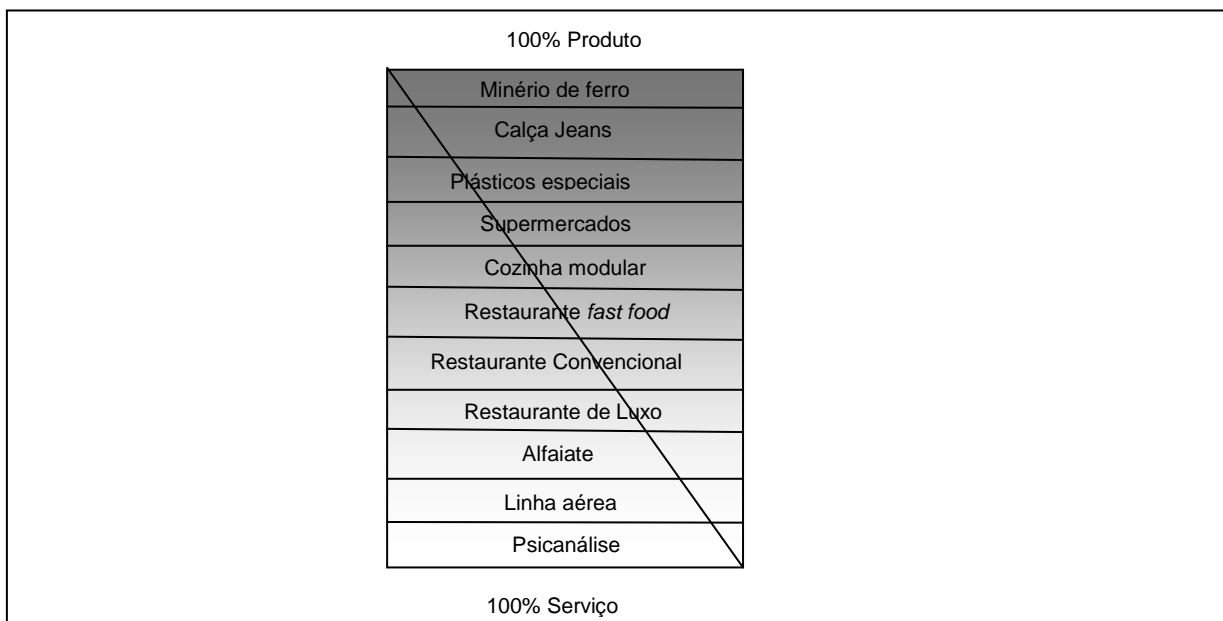 100% Produto
Minério de ferro
Calça Jeans
Plásticos especiais
Supermercados
Cozinha modular
Restaurante fast food
Restaurante Convencional
Restaurante de Luxo
Alfaiate
Linha aérea
Psicanálise
100% Serviço